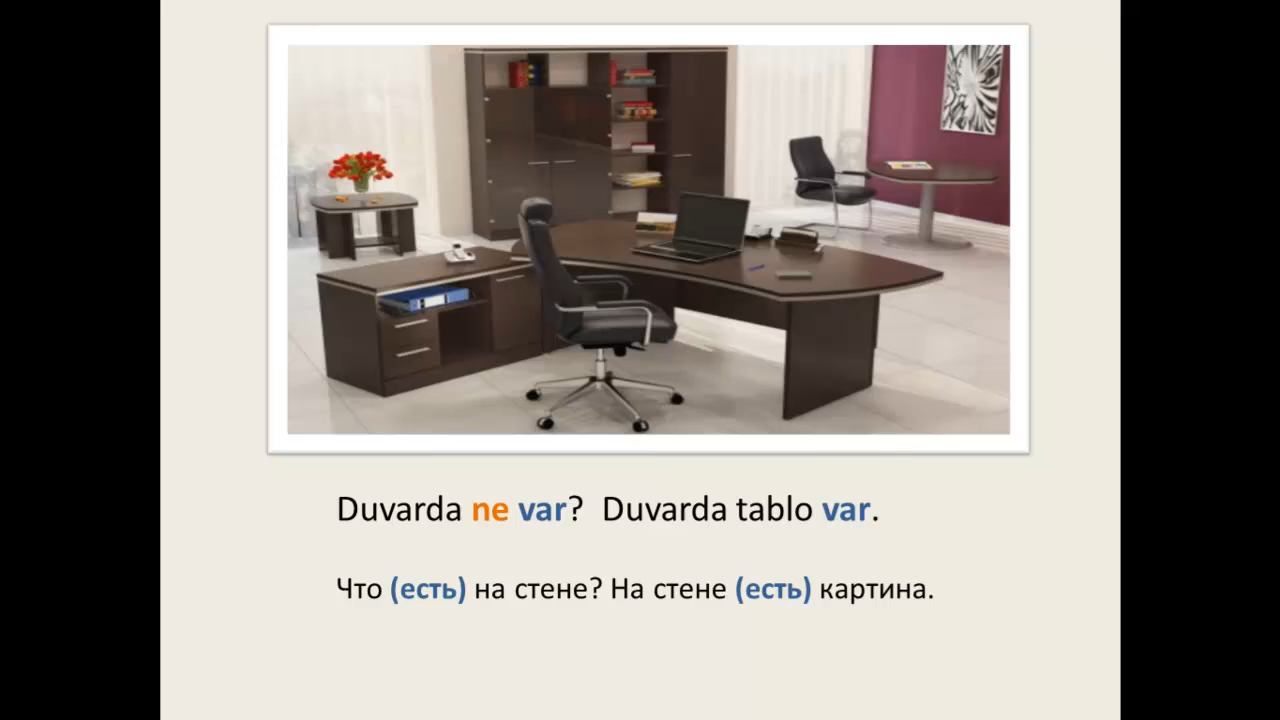 Duvarda ne var? Duvarda tablo var.
Что (есть) на стене? На стене (есть) картина.